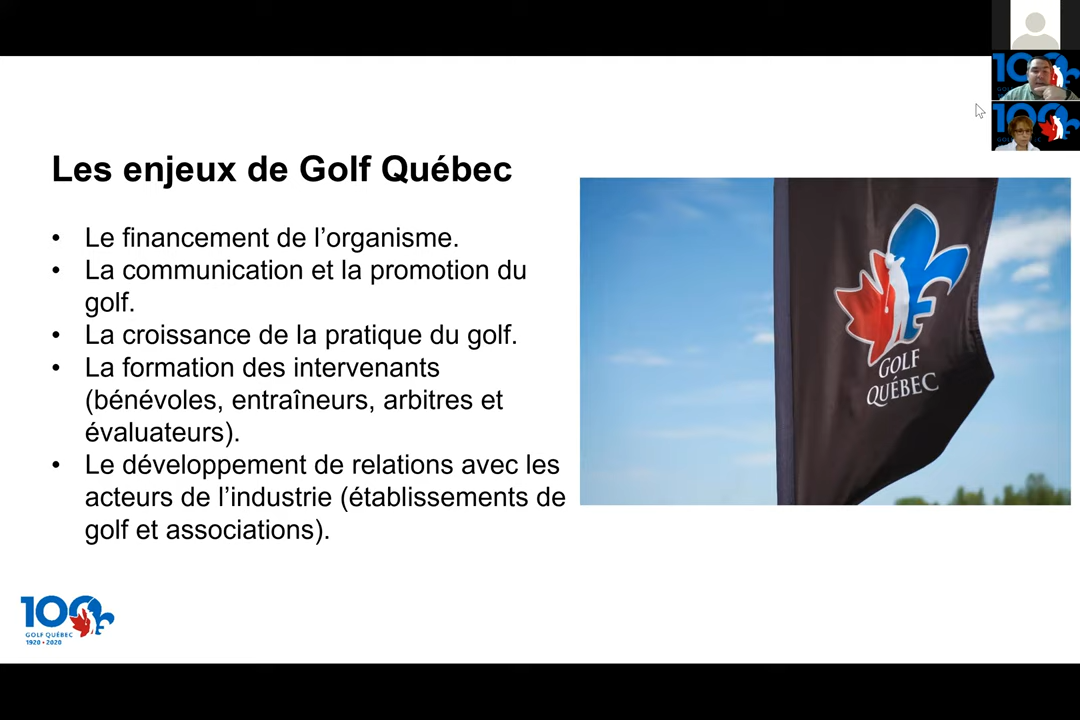 Les enjeux de Golf Québec
• Le financement de l’organisme.
• La communication et la promotion du
golf.
• La croissance de la pratique du golf.
• La formation des intervenants
(bénévoles, entraîneurs, arbitres et
évaluateurs).
• Le développement de relations avec les
acteurs de l’industrie (établissements de
golf et associations).
GOLF
QUÉBEC
100
GOLF QUÉBEC
1920 • 2020
100
100